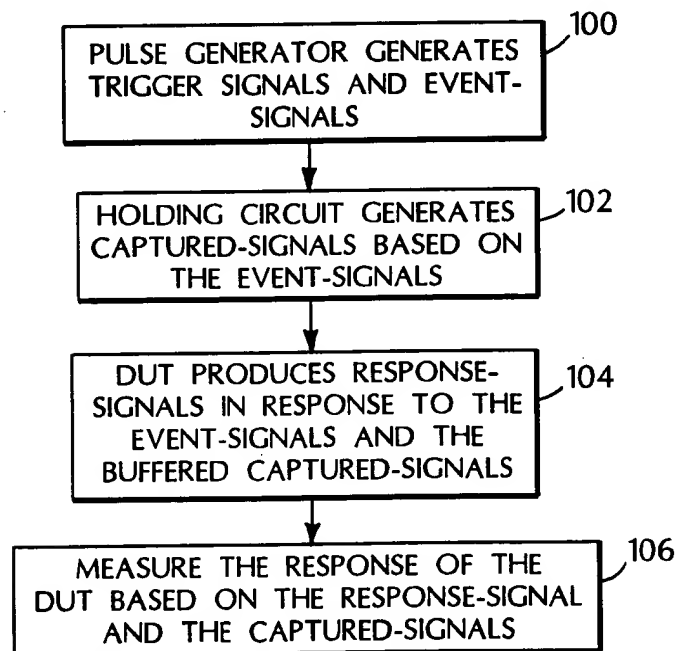 100
PULSE GENERATOR GENERATES
TRIGGER SIGNALS AND EVENT-
SIGNALS
102
HOLDING CIRCUIT GENERATES
CAPTURED-SIGNALS BASED ON
THE EVENT-SIGNALS
104
DUT PRODUCES RESPONSE-
SIGNALS IN RESPONSE TO THE
EVENT-SIGNALS AND THE
BUFFERED CAPTURED-SIGNALS
106
MEASURE THE RESPONSE OF THE
DUT BASED ON THE RESPONSE-SIGNAL
AND THE CAPTURED-SIGNALS